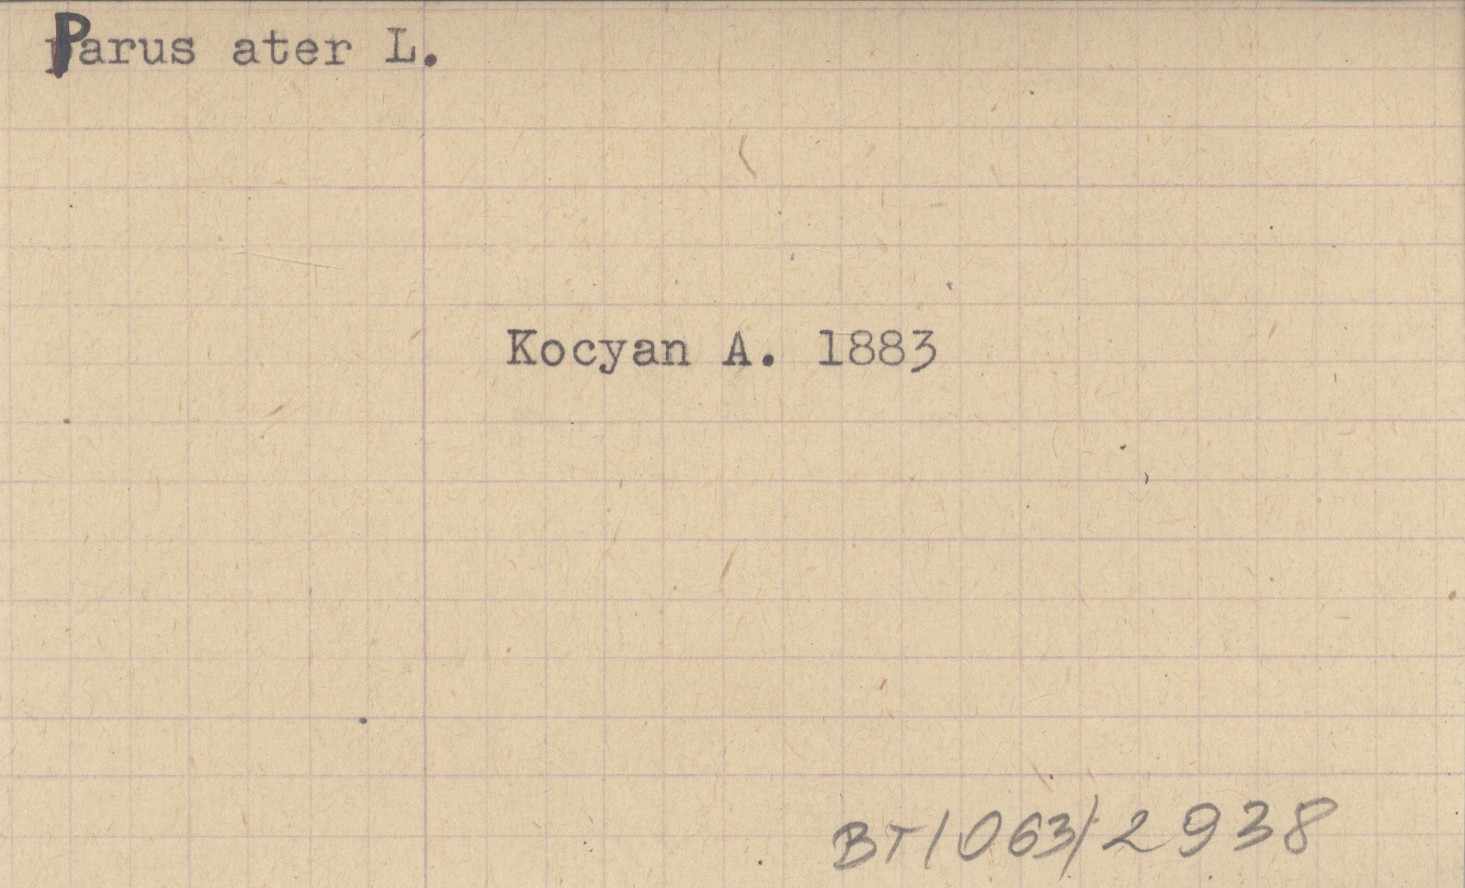 Parus ater L.
Kocyan A. 1883
BT/063/2938